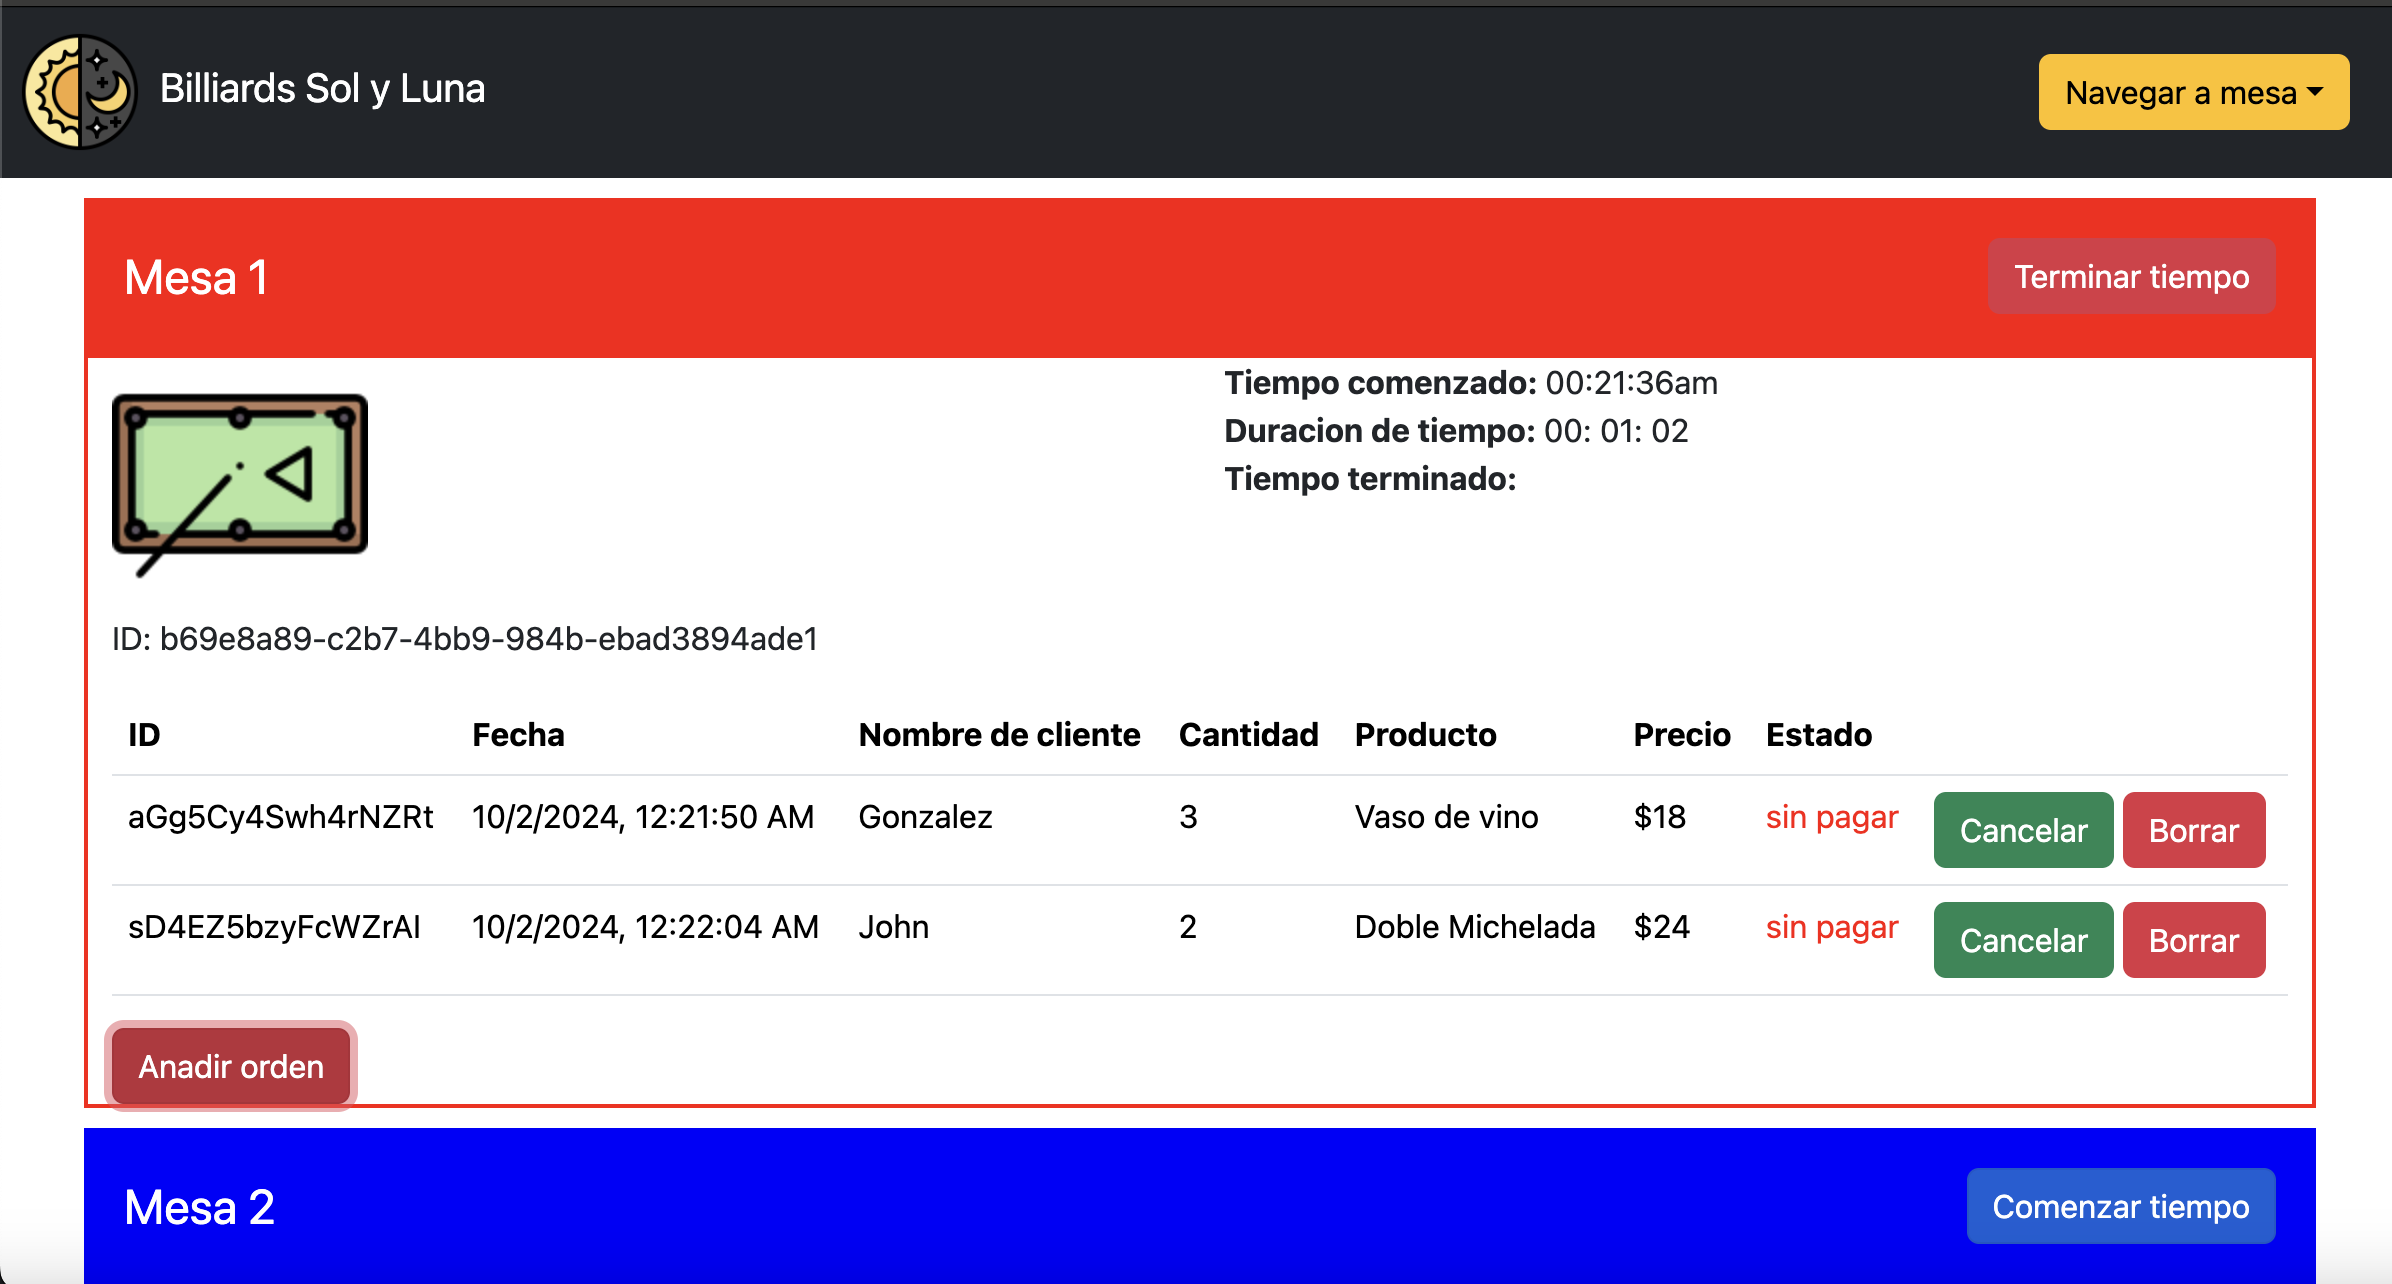 Billiards Sol y Luna
Navegar a mesa
Mesa 1
Terminar tiempo
Tiempo comenzado: 00:21:36am
Duracion de tiempo: 00: 01: 02
Tiempo terminado:
ID: b69e8a89-c2b7-4bb9-984b-ebad3894ade1
ID Fecha Nombre de cliente Cantidad Producto Precio Estado
aGg5Cy4Swh4rNZRt 10/2/2024, 12:21:50 AM Gonzalez 3 Vaso de vino $18 sin pagar Cancelar Borrar
sD4EZ5bzyFcWZrAI 10/2/2024, 12:22:04 AM John 2 Doble Michelada $24 sin pagar Cancelar Borrar
Anadir orden
Mesa 2
Comenzar tiempo